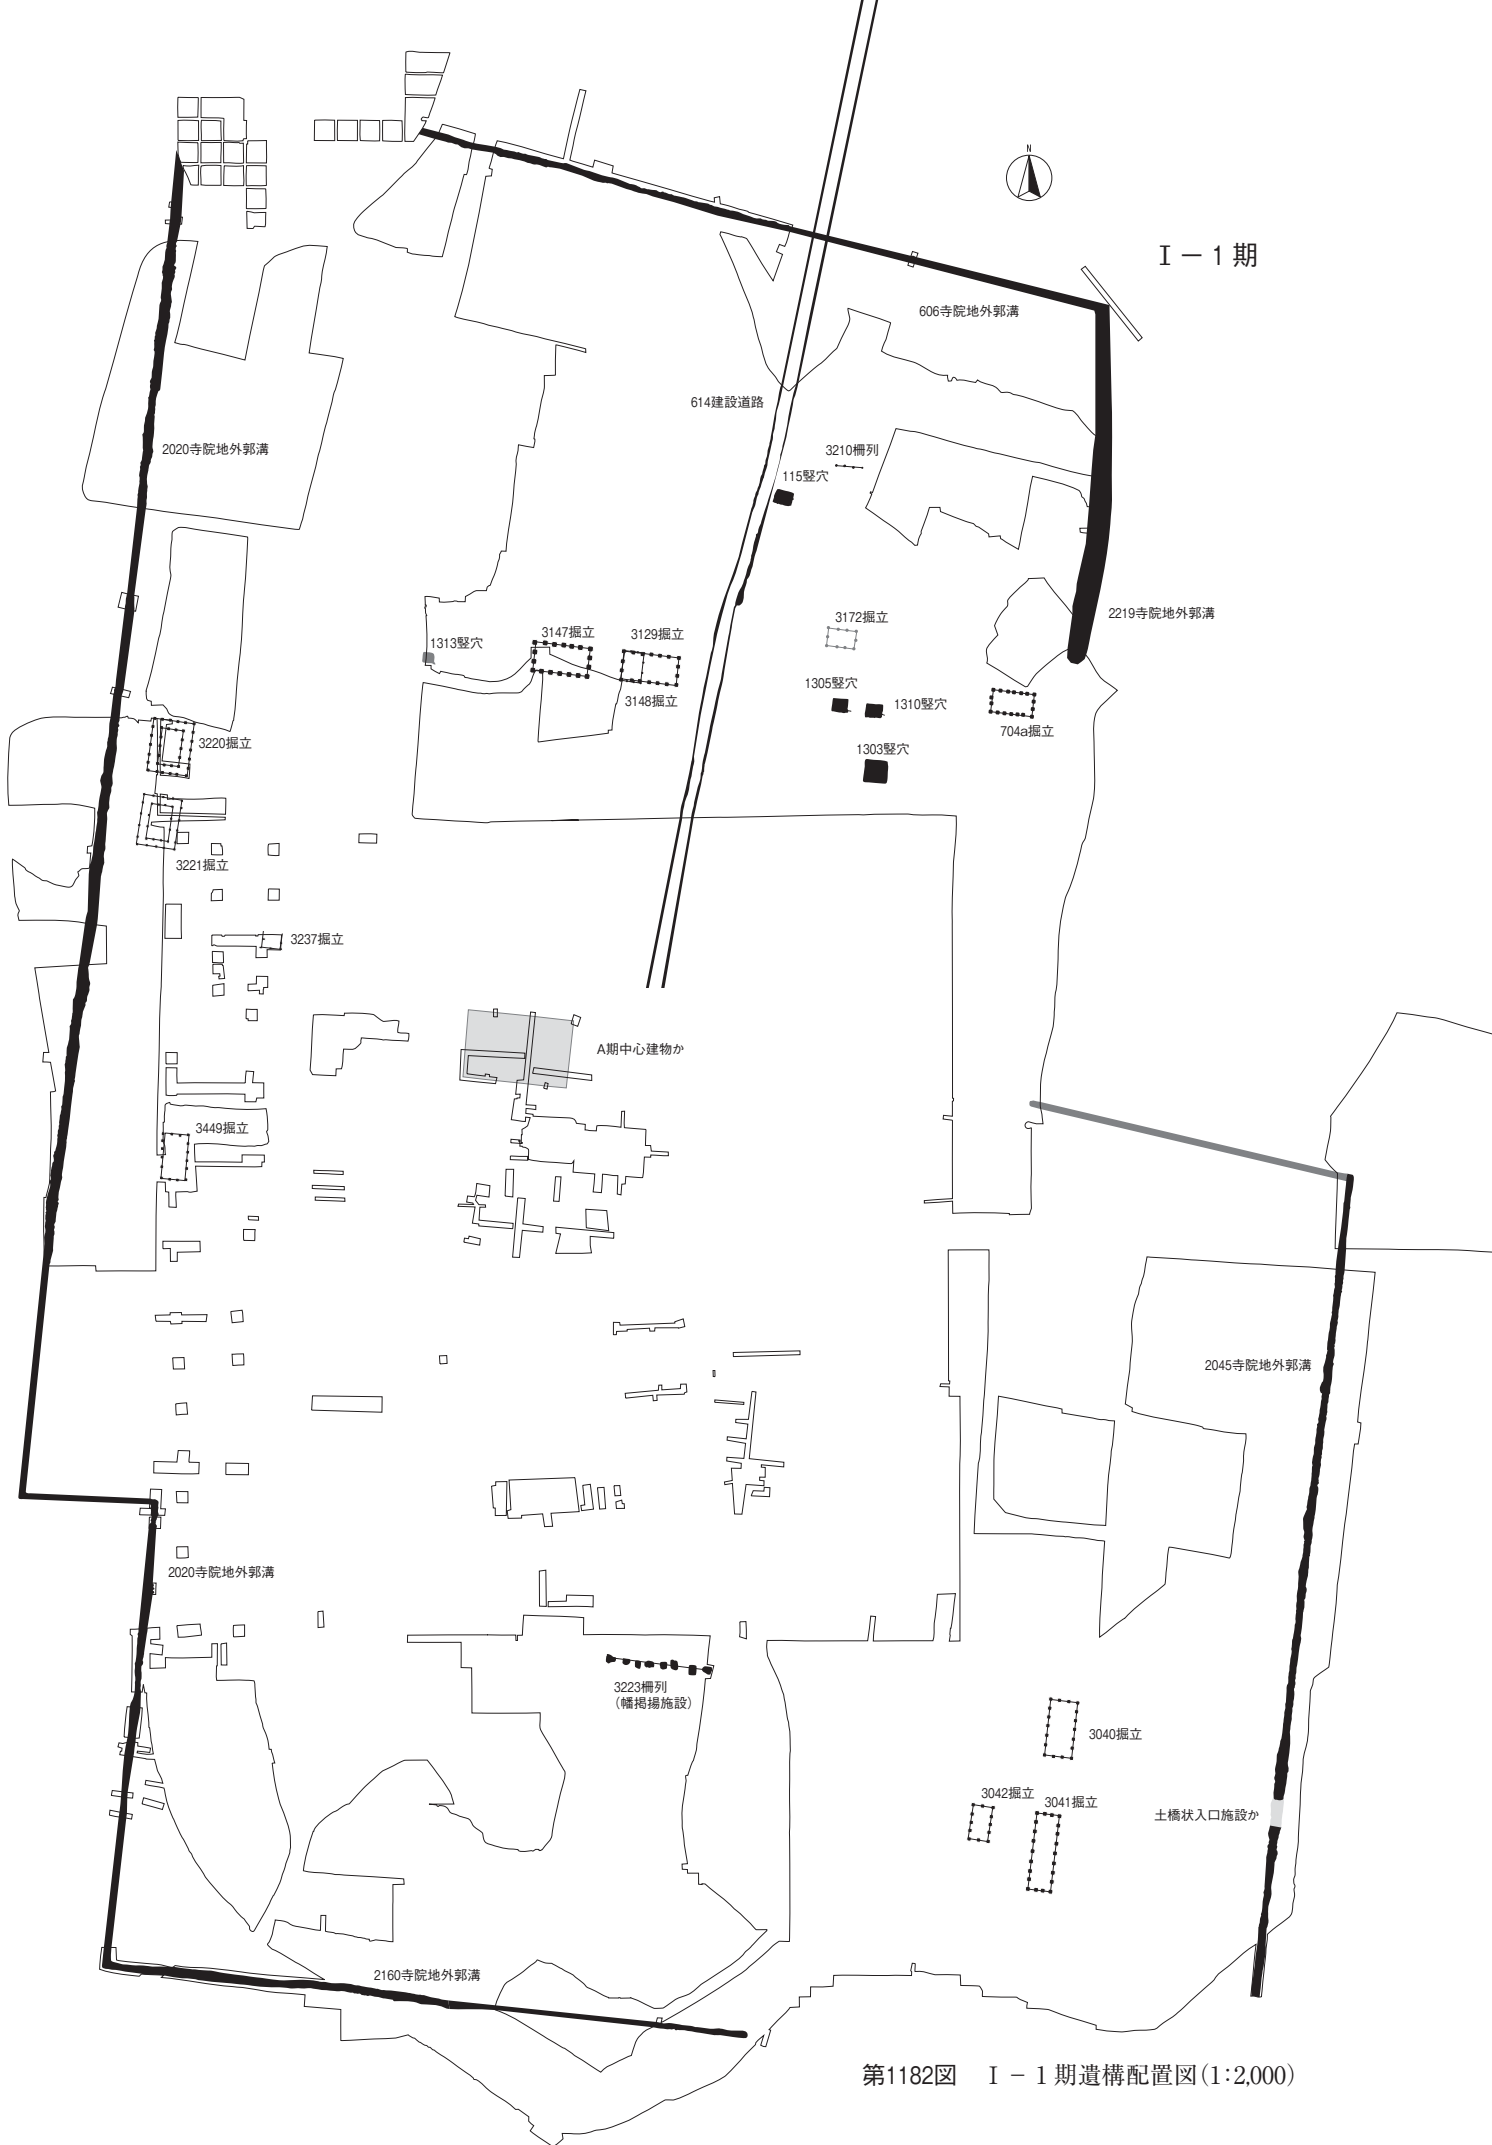 N
Ⅰ－1期
606寺院地外郭溝
614建設道路
2020寺院地外郭溝
3210柵列
115竪穴
2219寺院地外郭溝
3172掘立
3147掘立
3129掘立
1313竪穴
3148掘立
1305竪穴
1310竪穴
704a掘立
3220掘立
1303竪穴
3221掘立
3237掘立
A期中心建物か
3449掘立
2045寺院地外郭溝
2020寺院地外郭溝
3223柵列
（幡掲揚施設）
3040掘立
3042掘立
3041掘立
土橋状入口施設か
2160寺院地外郭溝
第1182図　Ⅰ－1期遺構配置図(1:2,000)